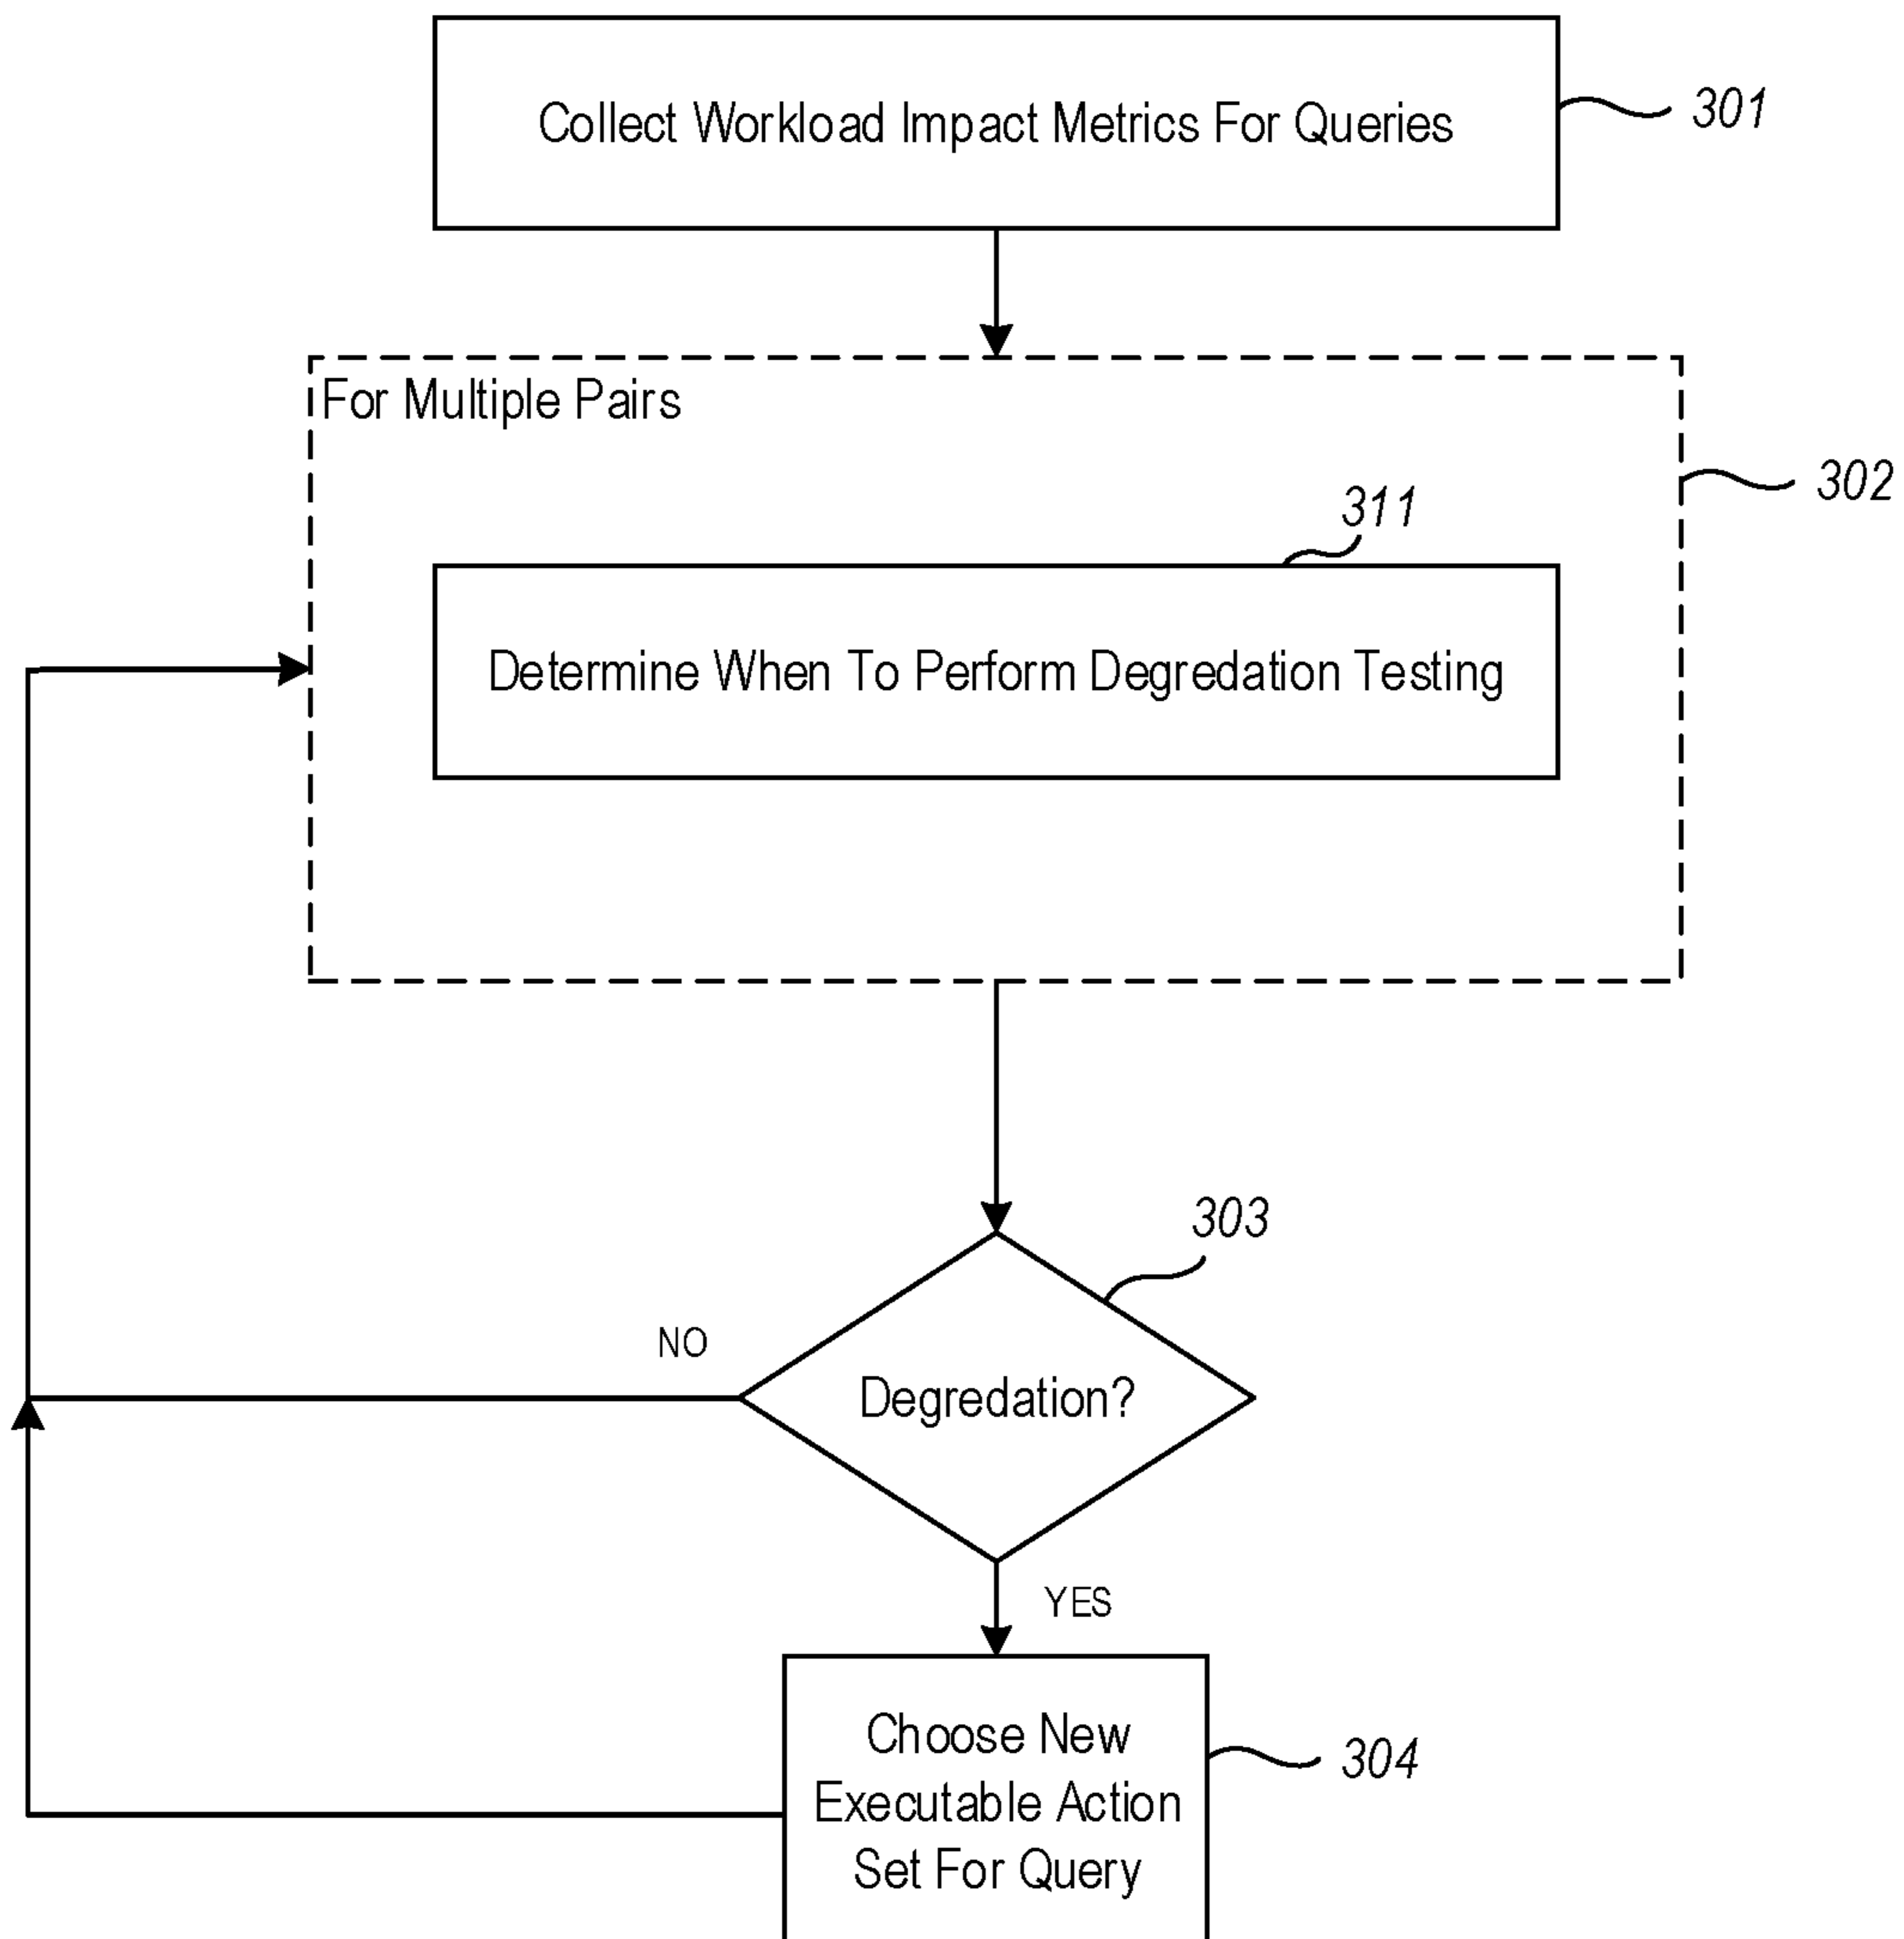 Collect Workload Impact Metrics For Queries
301
For Multiple Pairs
302
311
Determine When To Perform Degredation Testing
303
NO
Degredation?
YES
Choose New
Executable Action
Set For Query
304